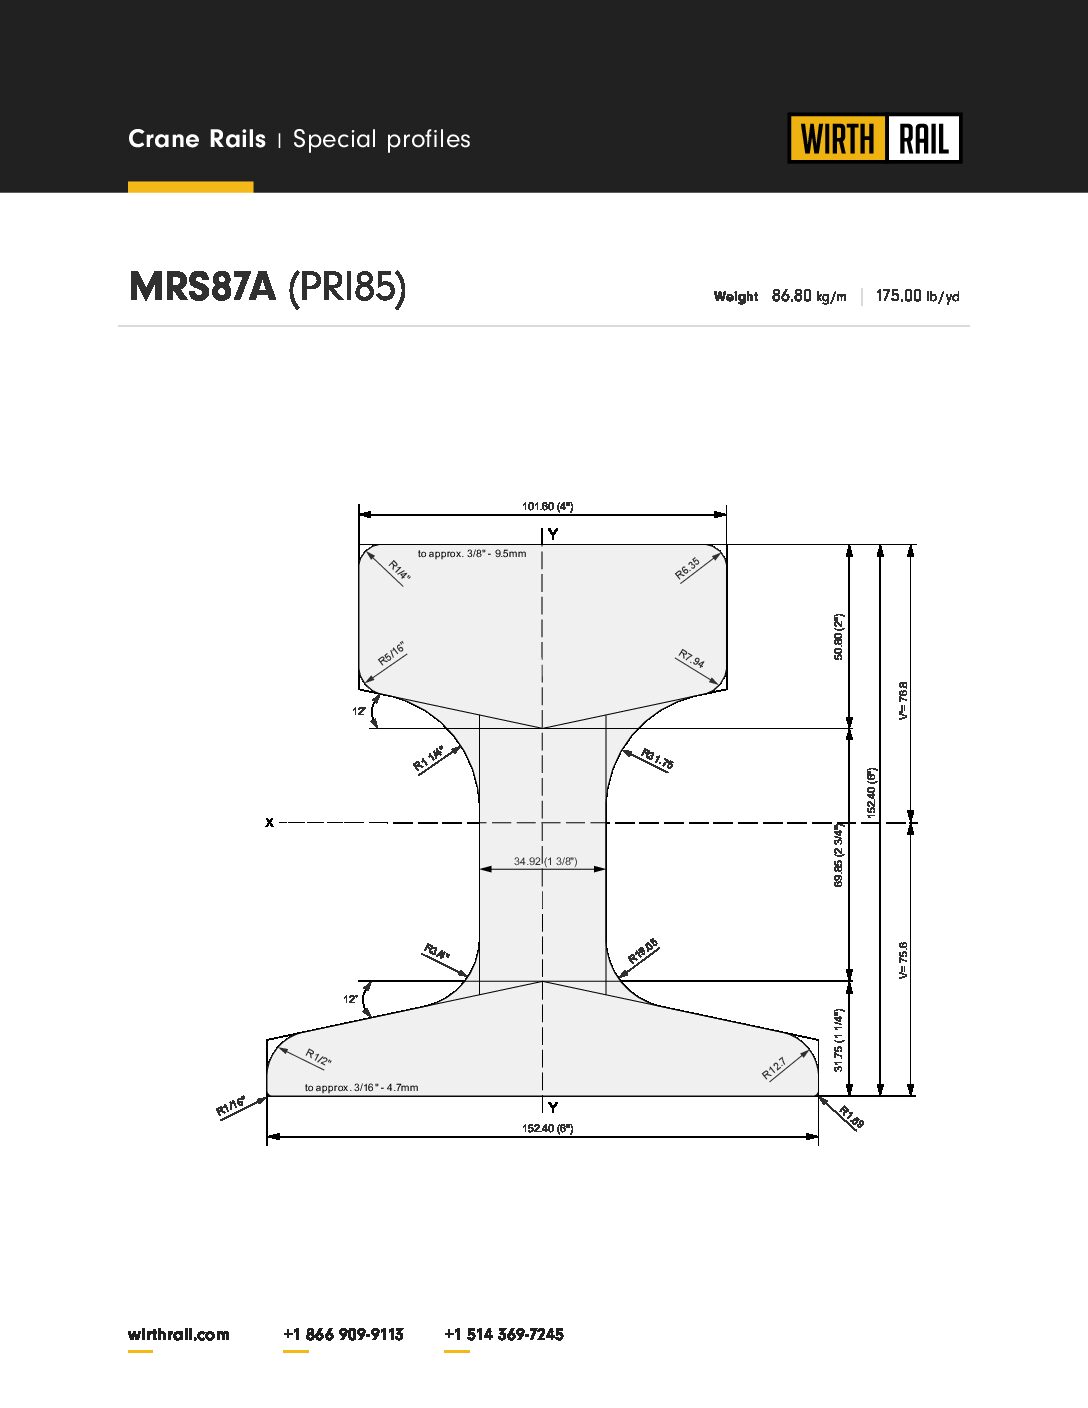 Crane Rails | Special profiles
WIRTH RAIL
MRS87A (PRI85)
Weight 86.80 kg/m | 175.00 lb/yd
101.60 (4")
Y
to approx. 3/8" - 9.5mm
R1/4"
R6.35
50.80 (2")
R5/16"
R7.94
V'= 76.8
12°
R1 1/4"
R31.75
152.40 (6")
X
69.85 (2 3/4")
34.92 (1 3/8")
R3/4"
R19.05
V= 75.6
12°
31.75 (1 1/4")
R1/2"
R12.7
to approx. 3/16" - 4.7mm
R1/16"
Y
R1.59
152.40 (6")
wirthrail.com +1 866 909-9113 +1 514 369-7245